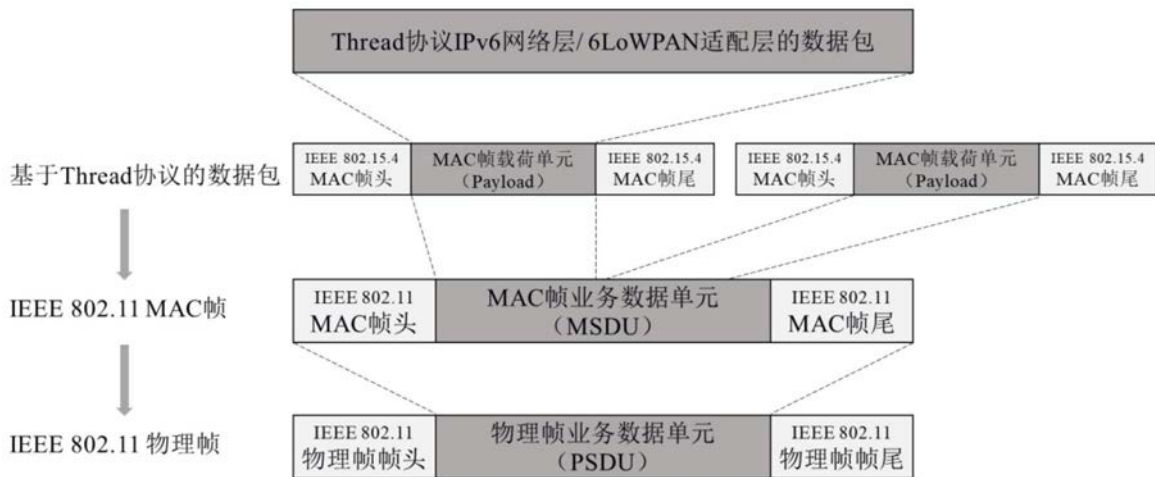 Thread协议IPv6网络层/ 6LoWPAN适配层的数据包
基于Thread协议的数据包
IEEE 802.15.4
MAC帧头
MAC帧载荷单元
（Payload）
IEEE 802.15.4
MAC帧尾
IEEE 802.15.4
MAC帧头
MAC帧载荷单元
（Payload）
IEEE 802.15.4
MAC帧尾
IEEE 802.11 MAC帧
IEEE 802.11
MAC帧头
MAC帧业务数据单元
（MSDU）
IEEE 802.11
MAC帧尾
IEEE 802.11 物理帧
IEEE 802.11
物理帧帧头
物理帧业务数据单元
（PSDU）
IEEE 802.11
物理帧帧尾